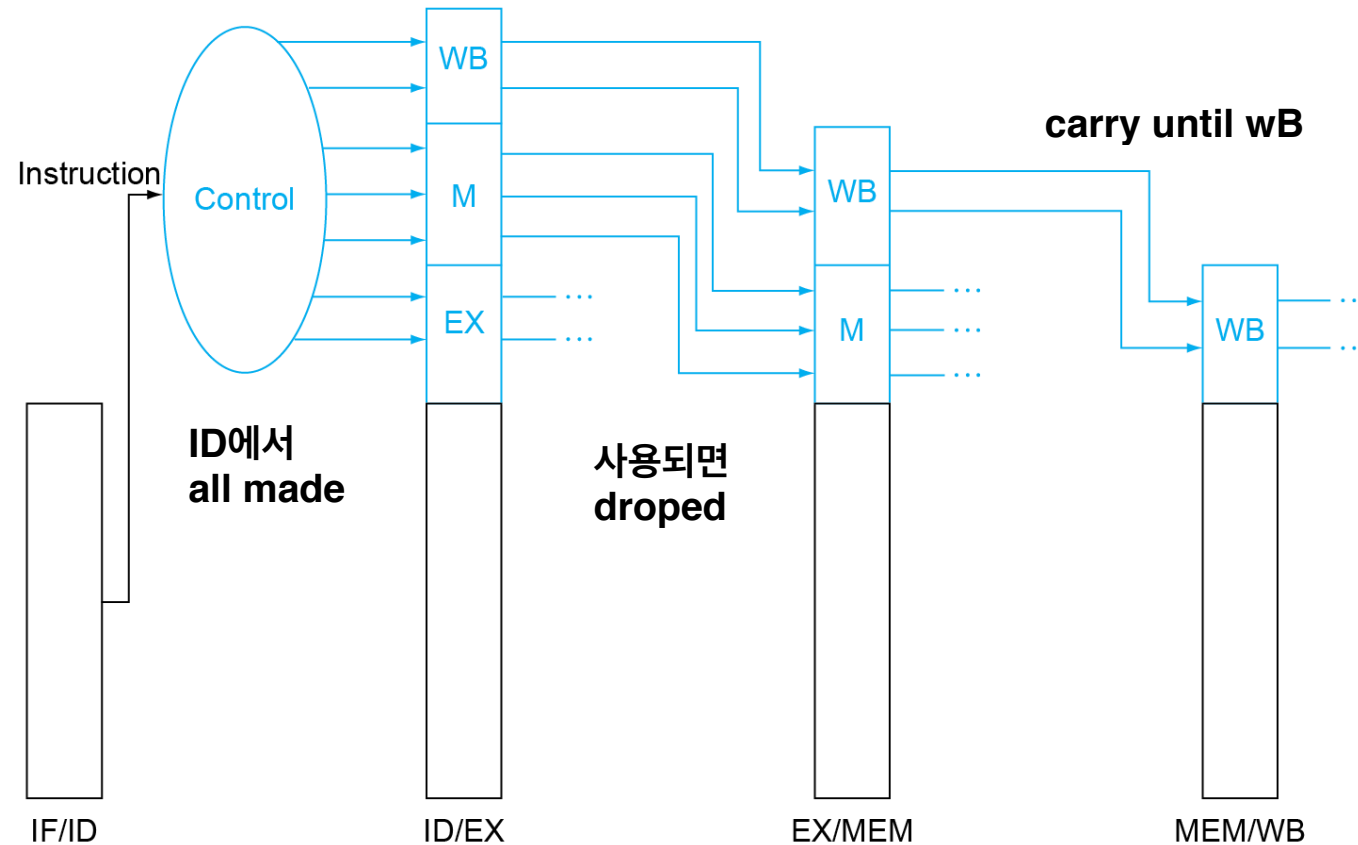 WB
carry until wB
Instruction
Control
M
WB
EX
M
WB
ID에서
all made
사용되면
droped
IF/ID
ID/EX
EX/MEM
MEM/WB